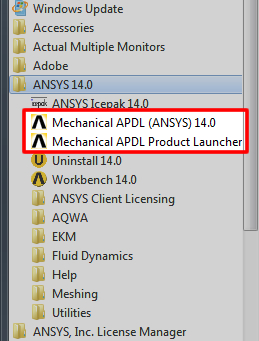 Windows Update
Accessories
Actual Multiple Monitors
Adobe
ANSYS 14.0
icepak ANSYS Icepak 14.0
Mechanical APDL (ANSYS) 14.0
Mechanical APDL Product Launcher
Uninstall 14.0
Workbench 14.0
ANSYS Client Licensing
AQWA
EKM
Fluid Dynamics
Help
Meshing
Utilities
ANSYS, Inc. License Manager